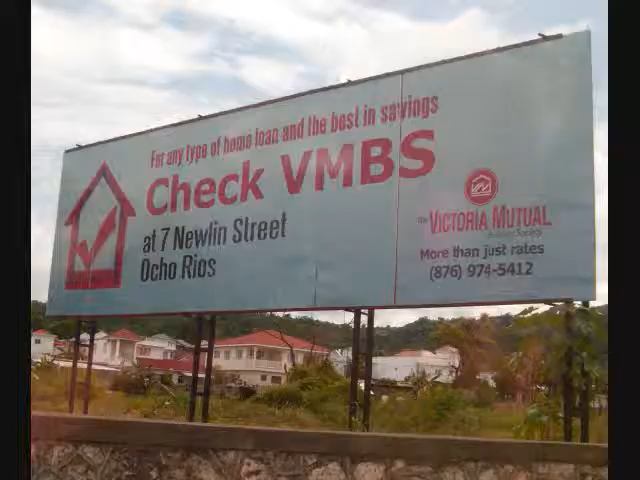 For any type of home loan and the best in savings
Check VMBS
at 7 Newlin Street
Ocho Rios
VICTORIA MUTUAL
More than just rates
(876) 974-5412